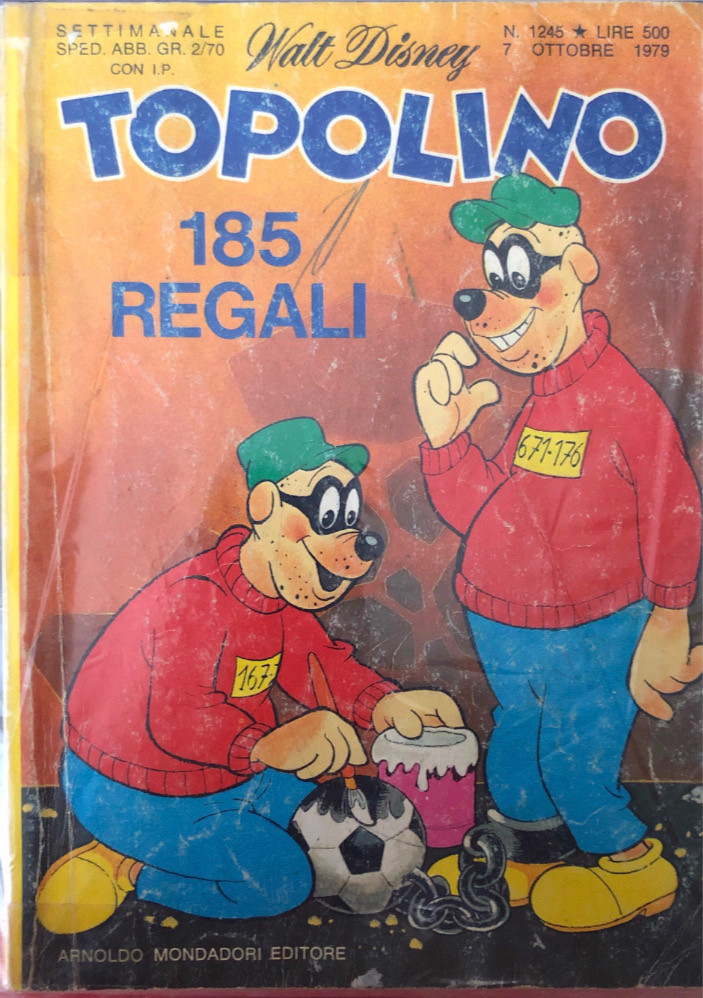 SETTIMANALE
SPED. ABB. GR. 2/70
CON I.P.
Walt Disney
N. 1245 ★ LIRE 500
7 OTTOBRE 1979
TOPOLINO
185
REGALI
671-176
167-
ARNOLDO MONDADORI EDITORE